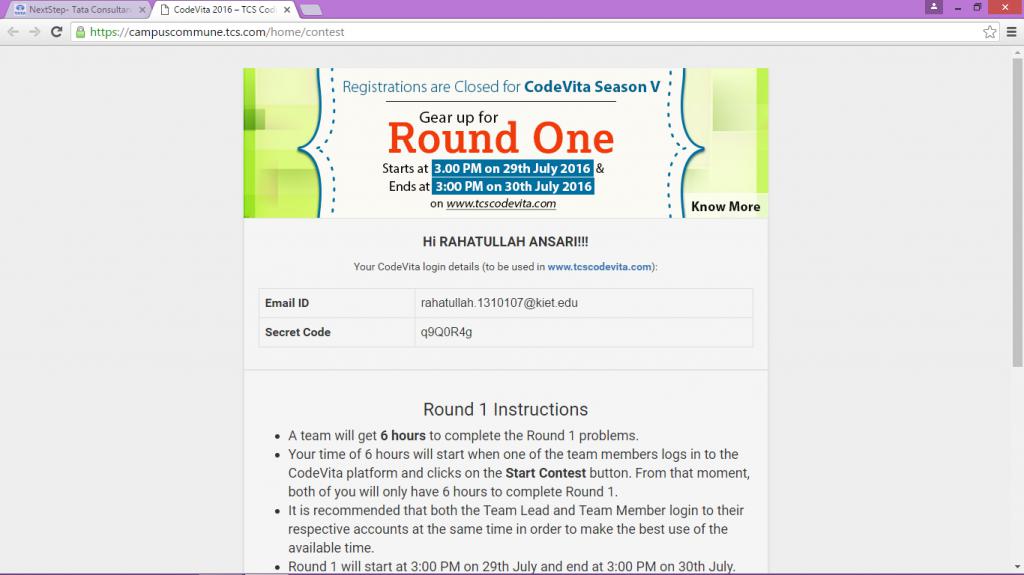 NextStep- Tata Consultan
CodeVita 2016 – TCS Cod
https://campuscommune.tcs.com/home/contest
Registrations are Closed for CodeVita Season V
Gear up for
Round One
Starts at 3.00 PM on 29th July 2016 &
Ends at 3:00 PM on 30th July 2016
on www.tcscodevita.com
Know More
Hi RAHATULLAH ANSARI!!!
Your CodeVita login details (to be used in www.tcscodevita.com):
Email ID rahatullah.1310107@kiet.edu
Secret Code q9Q0R4g
Round 1 Instructions
• A team will get 6 hours to complete the Round 1 problems.
• Your time of 6 hours will start when one of the team members logs in to the
CodeVita platform and clicks on the Start Contest button. From that moment,
both of you will only have 6 hours to complete Round 1.
• It is recommended that both the Team Lead and Team Member login to their
respective accounts at the same time in order to make the best use of the
available time.
• Round 1 will start at 3:00 PM on 29th July and end at 3:00 PM on 30th July.